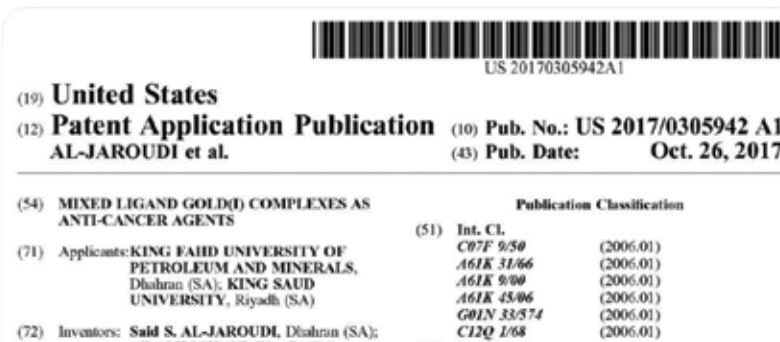 US 20170305942A1
(19) United States
(12) Patent Application Publication (10) Pub. No.: US 2017/0305942 A1
AL-JAROUDI et al. (43) Pub. Date: Oct. 26, 2017
(54) MIXED LIGAND GOLD(I) COMPLEXES AS
ANTI-CANCER AGENTS
(71) Applicants: KING FAHD UNIVERSITY OF
PETROLEUM AND MINERALS,
Dhahran (SA); KING SAUD
UNIVERSITY, Riyadh (SA)
(72) Inventors: Said S. AL-JAROUDI, Dhahran (SA);
Publication Classification
(51) Int. Cl.
C07F 9/50 (2006.01)
A61K 31/66 (2006.01)
A61K 9/00 (2006.01)
A61K 45/06 (2006.01)
G01N 33/574 (2006.01)
C12Q 1/68 (2006.01)